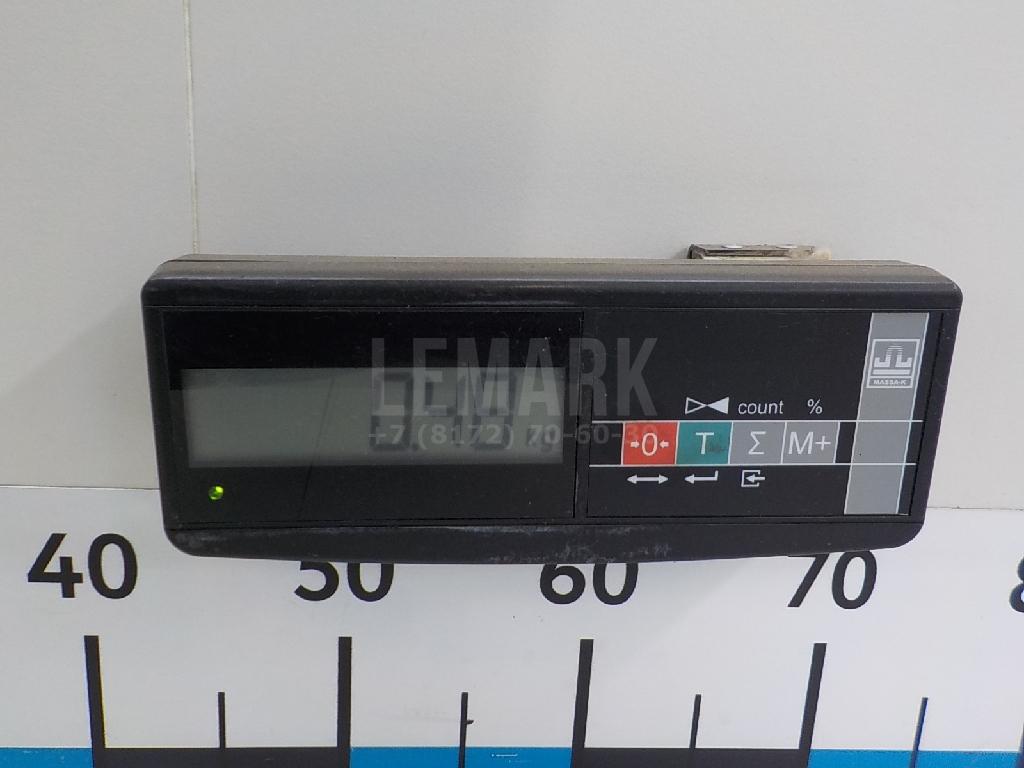 LEMARK
+7 (8172) 70-60-30
MASSA-K
count %
→0← T Σ M+
40 50 60 70